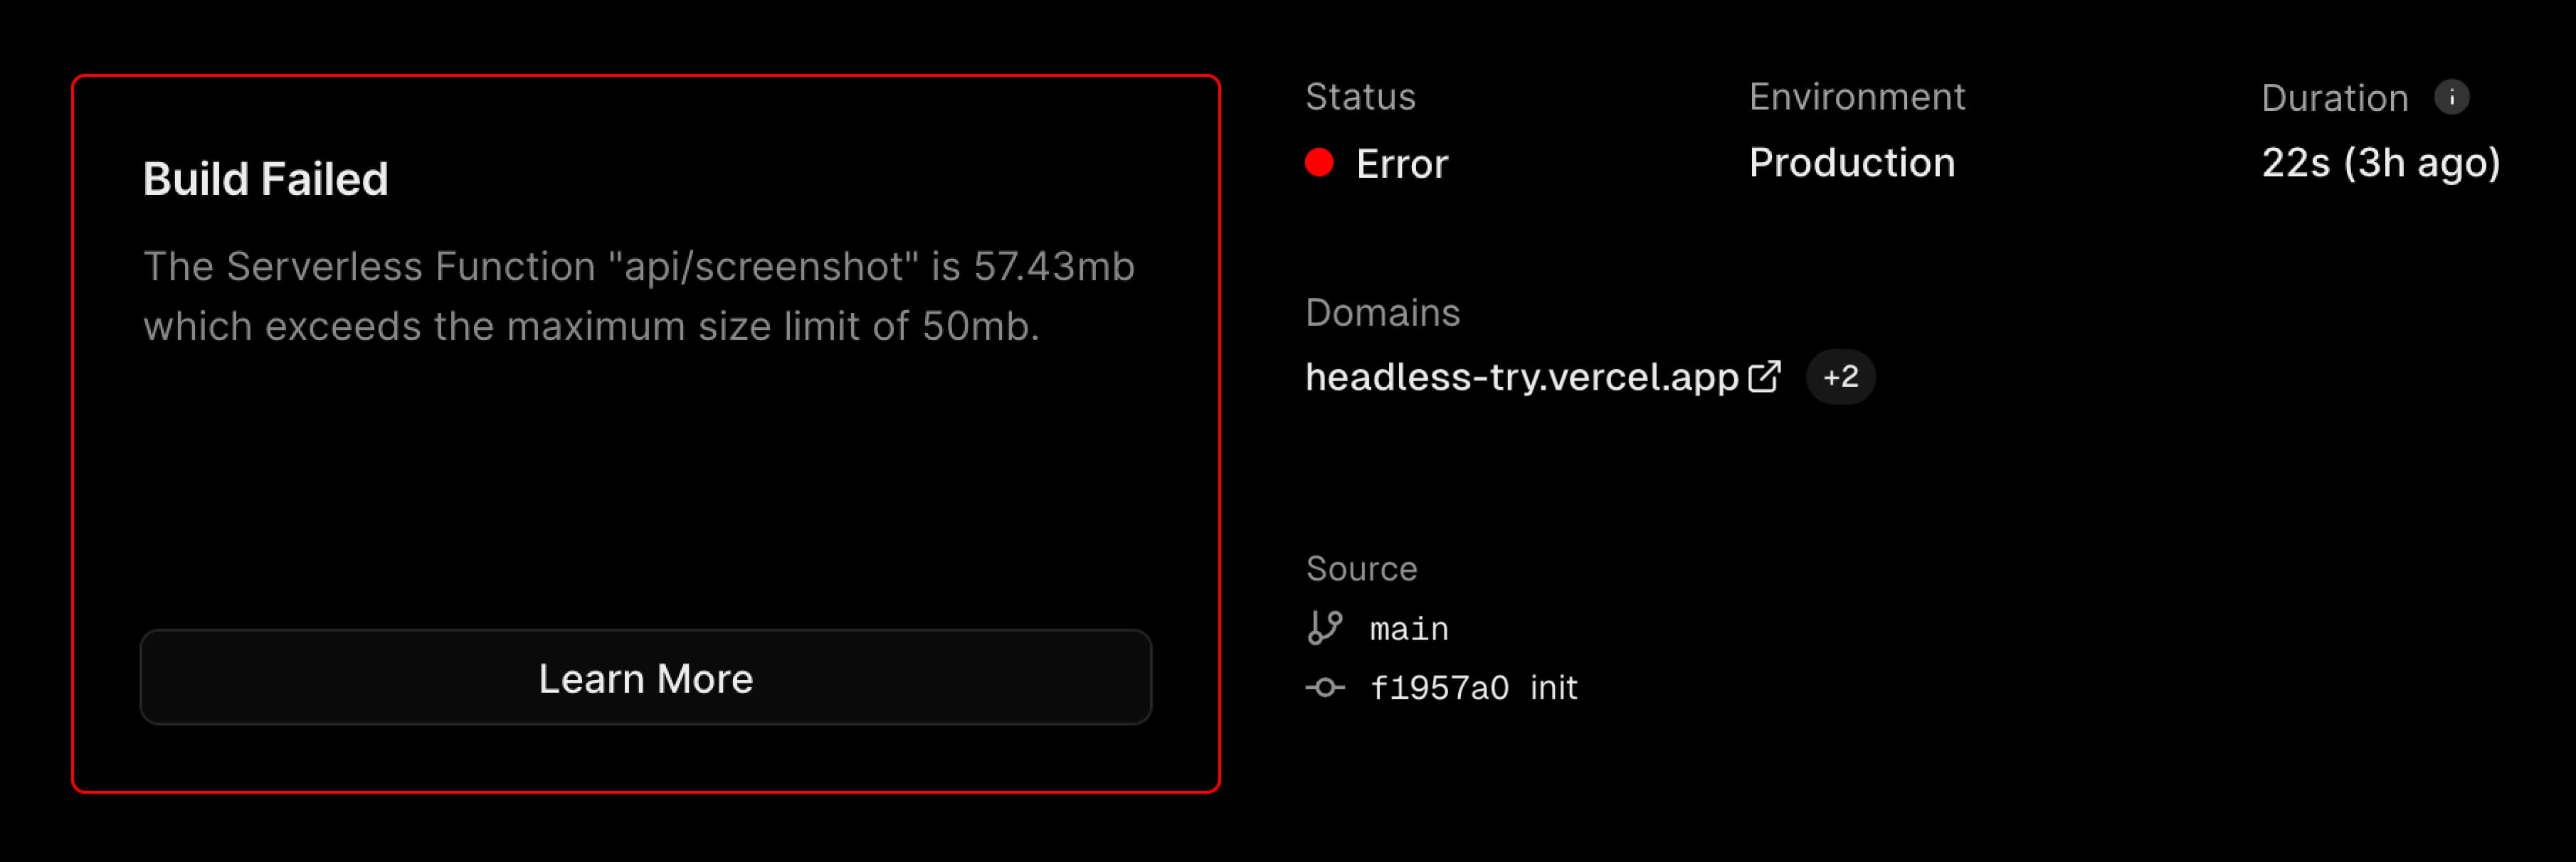 Build Failed
The Serverless Function "api/screenshot" is 57.43mb
which exceeds the maximum size limit of 50mb.
Learn More
Status
Error
Environment
Production
Duration
22s (3h ago)
Domains
headless-try.vercel.app +2
Source
main
f1957a0 init